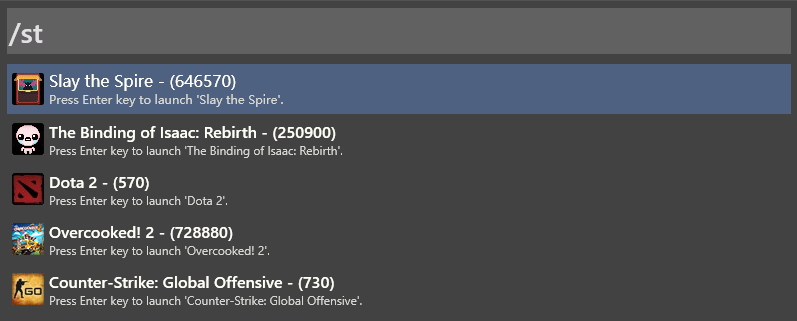 /st
Slay the Spire - (646570)
Press Enter key to launch 'Slay the Spire'.
The Binding of Isaac: Rebirth - (250900)
Press Enter key to launch 'The Binding of Isaac: Rebirth'.
Dota 2 - (570)
Press Enter key to launch 'Dota 2'.
Overcooked! 2 - (728880)
Press Enter key to launch 'Overcooked! 2'.
GO
Counter-Strike: Global Offensive - (730)
Press Enter key to launch 'Counter-Strike: Global Offensive'.